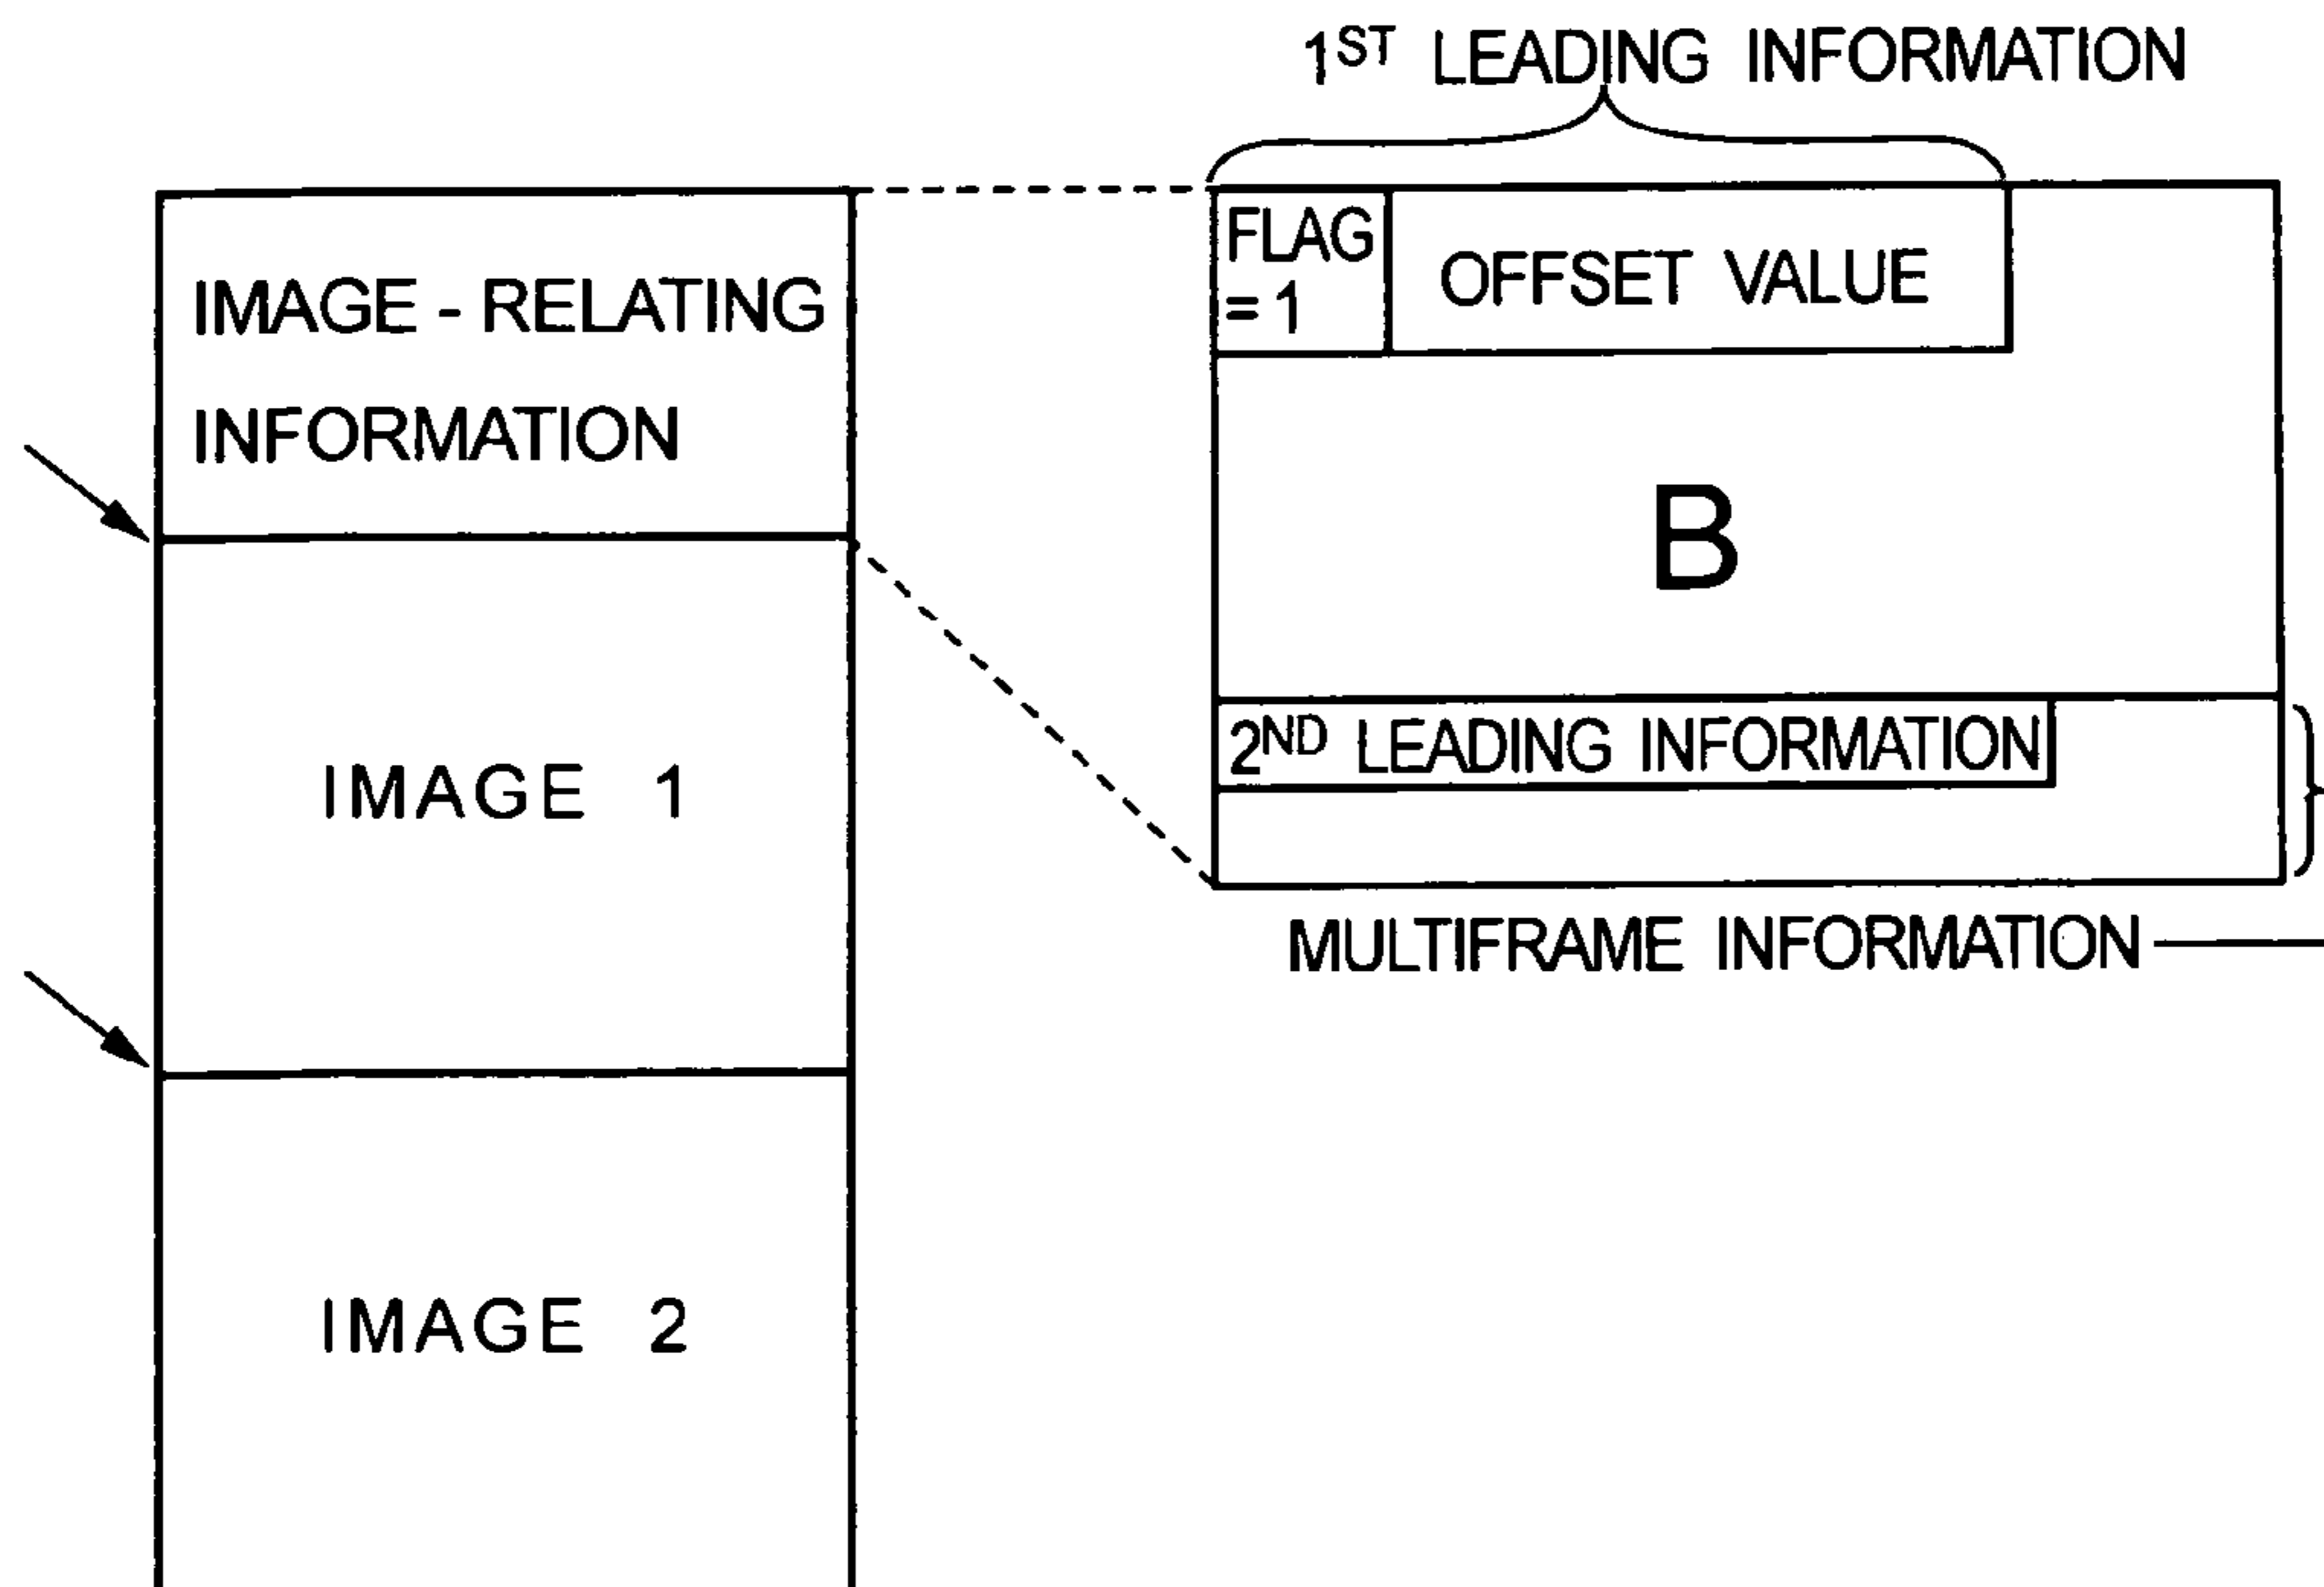 1ST LEADING INFORMATION
FLAG
=1
OFFSET VALUE
IMAGE - RELATING
INFORMATION
B
2ND LEADING INFORMATION
IMAGE 1
MULTIFRAME INFORMATION
IMAGE 2